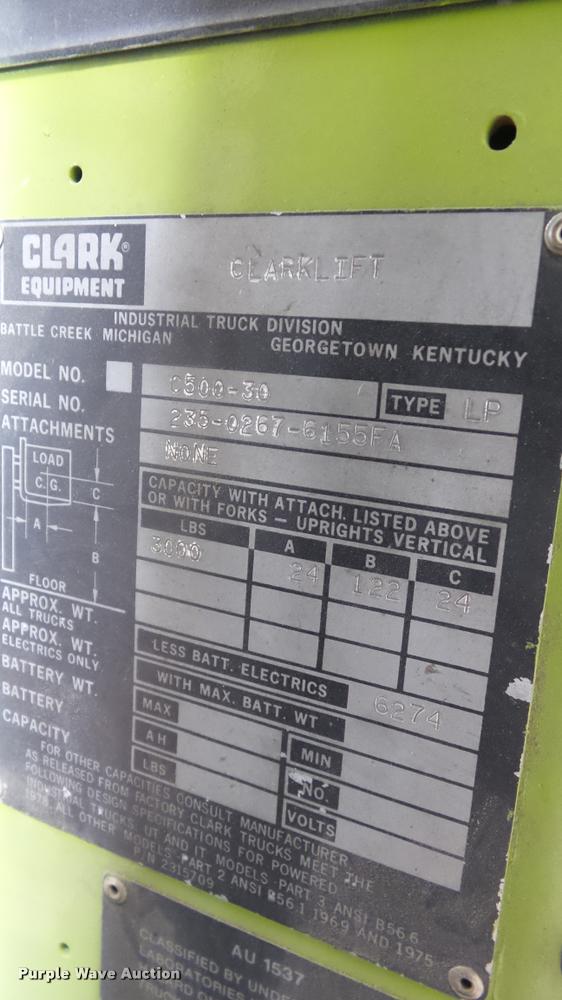 CLARK®
EQUIPMENT
CLARKLIFT
INDUSTRIAL TRUCK DIVISION
BATTLE CREEK MICHIGAN GEORGETOWN KENTUCKY
MODEL NO. C500-30 TYPE LP
SERIAL NO. 235-0267-6155FA
ATTACHMENTS NONE
LOAD
C.G.
C
A
B
FLOOR
CAPACITY WITH ATTACH. LISTED ABOVE
OR WITH FORKS - UPRIGHTS VERTICAL
LBS A B C
3000 24 122 24
APPROX. WT.
ALL TRUCKS
APPROX. WT.
ELECTRICS ONLY
LESS BATT. ELECTRICS 6274
WITH MAX. BATT. WT
BATTERY WT. MAX MIN
BATTERY AH NO.
CAPACITY LBS VOLTS
FOR OTHER CAPACITIES CONSULT MANUFACTURER
AS RELEASED FROM FACTORY CLARK TRUCKS MEET THE
FOLLOWING DESIGN SPECIFICATIONS FOR POWERED
INDUSTRIAL TRUCKS. UT AND IT MODELS-PART 3 ANSI B56.6
1978. ALL OTHER MODELS-PART 2 ANSI B56.1 1969 AND 1975
P/N 2315709
AU 1537
CLASSIFIED BY
Purple Wave Auction